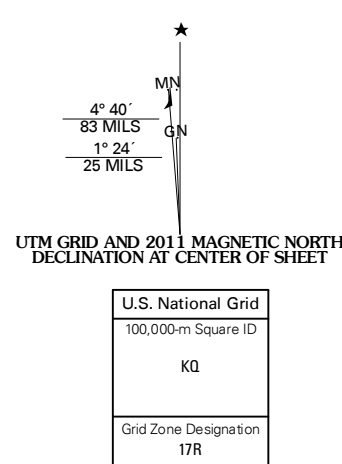 MN
4° 40´
83 MILS
GN
1° 24´
25 MILS
UTM GRID AND 2011 MAGNETIC NORTH
DECLINATION AT CENTER OF SHEET
U.S. National Grid
100,000-m Square ID
KQ
Grid Zone Designation
17R